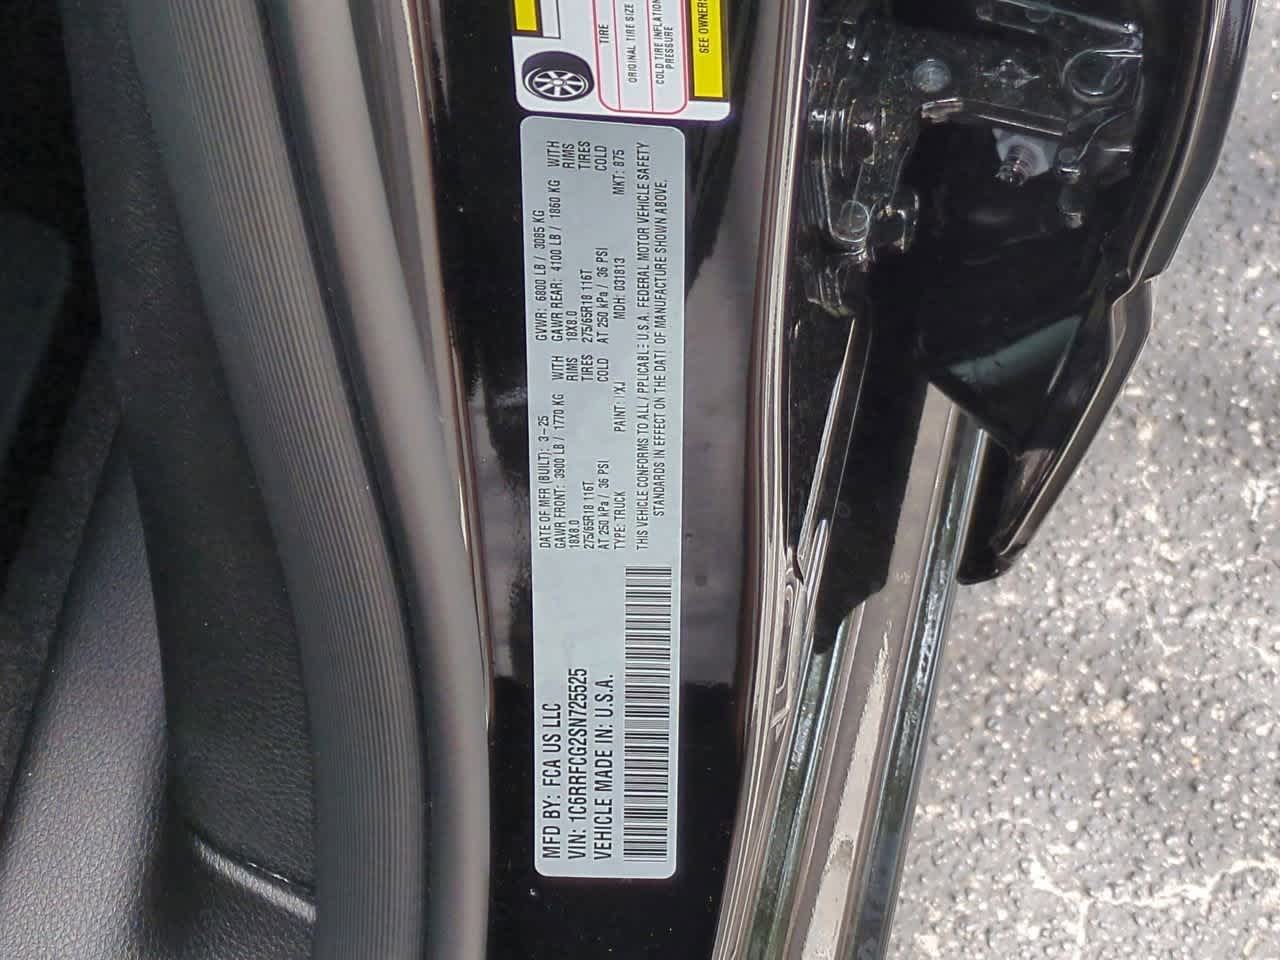 MFD BY: FCA US LLC
VIN: 1C6RRFCG2SN725525
VEHICLE MADE IN: U.S.A.
DATE OF MFR (BUILT): 3-25 GVWR: 6800 LB / 3085 KG
GAWR FRONT: 3900 LB / 1770 KG WITH GAWR REAR: 4100 LB / 1860 KG WITH
18X8.0 RIMS 18X8.0 RIMS
275/65R18 116T TIRES 275/65R18 116T TIRES
AT 250 kPa / 36 PSI COLD AT 250 kPa / 36 PSI COLD
TYPE: TRUCK PAINT: PXJ MDH: 031813 MKT: 875
THIS VEHICLE CONFORMS TO ALL APPLICABLE U.S.A. FEDERAL MOTOR VEHICLE SAFETY
STANDARDS IN EFFECT ON THE DATE OF MANUFACTURE SHOWN ABOVE.
TIRE
ORIGINAL TIRE SIZE
COLD TIRE INFLATION
PRESSURE
SEE OWNERS